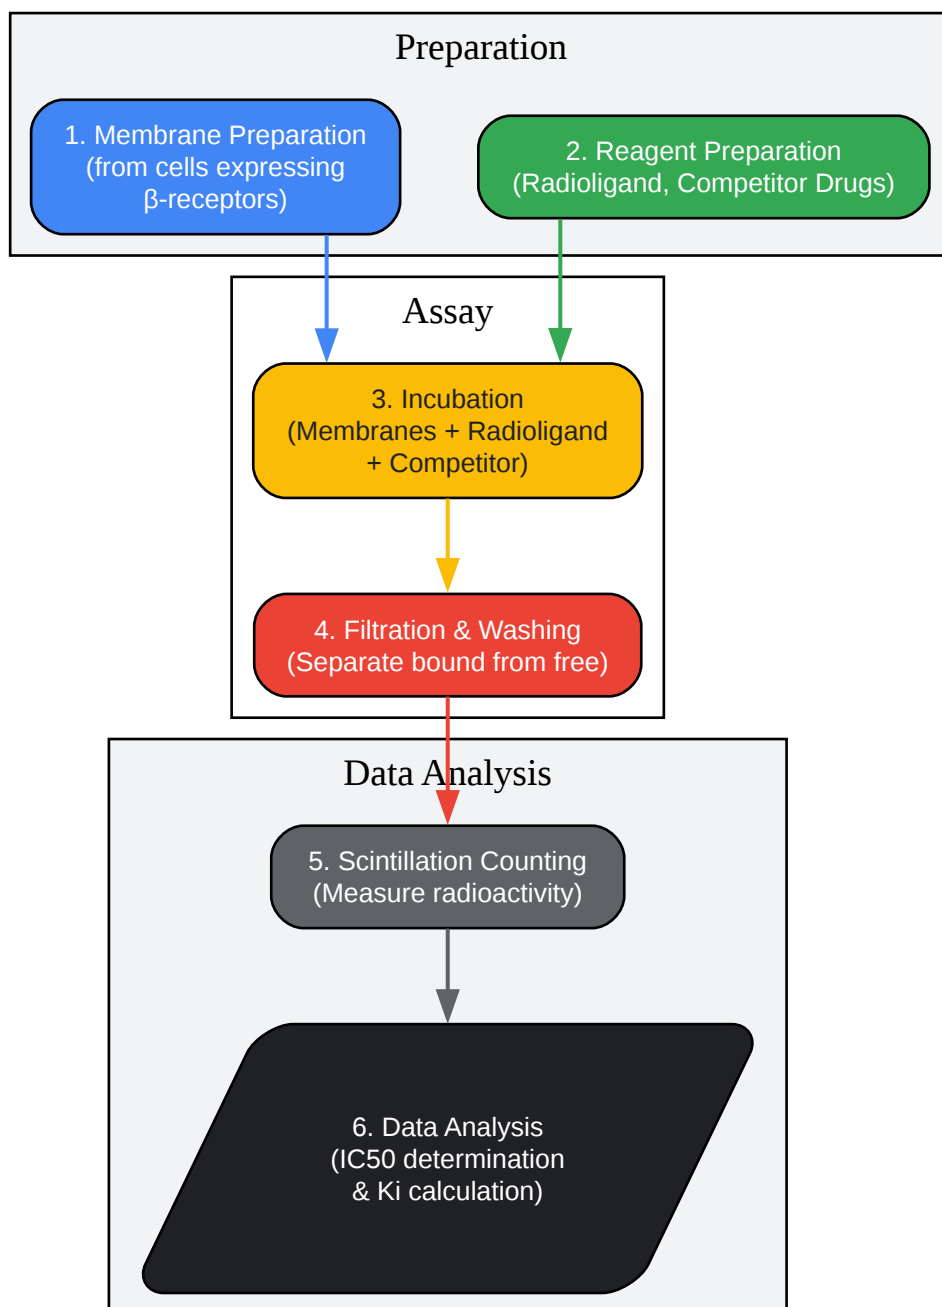 Preparation
1. Membrane Preparation
(from cells expressing
β-receptors)
2. Reagent Preparation
(Radioligand, Competitor Drugs)
Assay
3. Incubation
(Membranes + Radioligand
+ Competitor)
4. Filtration & Washing
(Separate bound from free)
Data Analysis
5. Scintillation Counting
(Measure radioactivity)
6. Data Analysis
(IC50 determination
& Ki calculation)